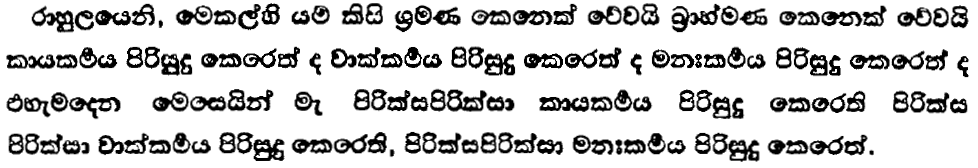 රාහුලයෙනි, මෙකල්හි යම් කිසි ශ්‍රමණ කෙනෙක් වේවයි බ්‍රාහ්මණ කෙනෙක් වේවයි
කායකර්‍මය පිරිසුදු කෙරෙත් ද වාක්කර්‍මය පිරිසුදු කෙරෙත් ද මනඃකර්‍මය පිරිසුදු කෙරෙත් ද
එහැමදෙන මෙසෙයින් මැ පිරික්සපිරික්සා කායකර්‍මය පිරිසුදු කෙරෙති පිරික්ස
පිරික්සා වාක්කර්‍මය පිරිසුදු කෙරෙති, පිරික්සපිරික්සා මනඃකර්‍මය පිරිසුදු කෙරෙත්.